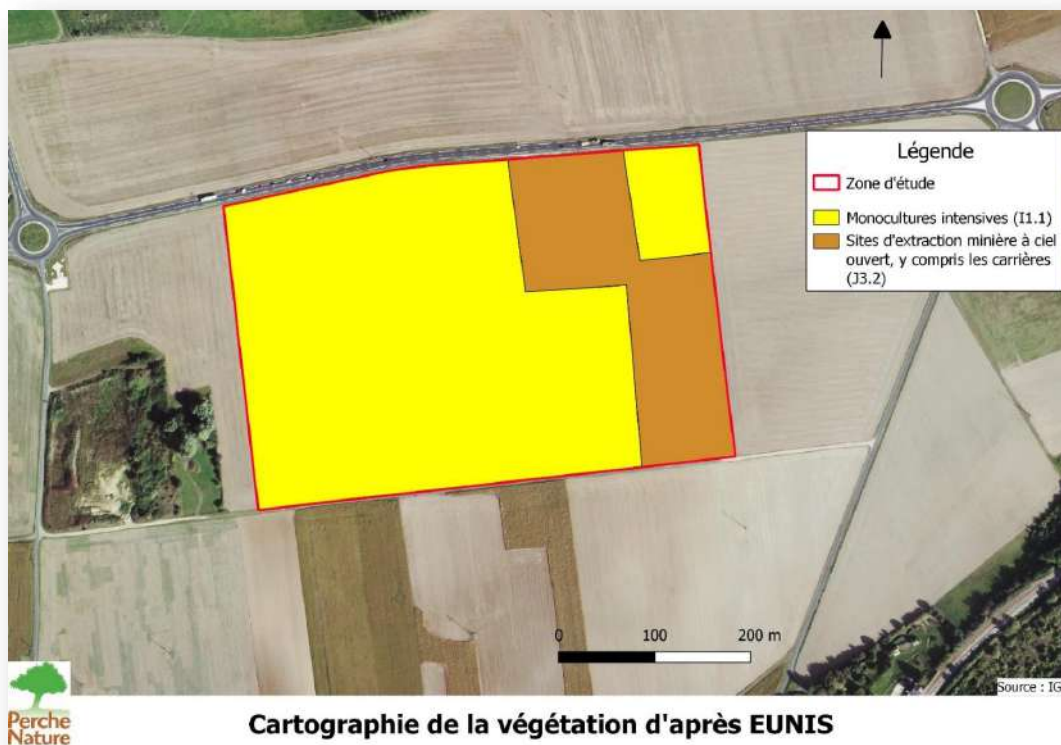 Légende
Zone d'étude
Monocultures intensives (I1.1)
Sites d'extraction minière à ciel
ouvert, y compris les carrières
(J3.2)
0 100 200 m
Source : IG
Perche
Nature
Cartographie de la végétation d'après EUNIS